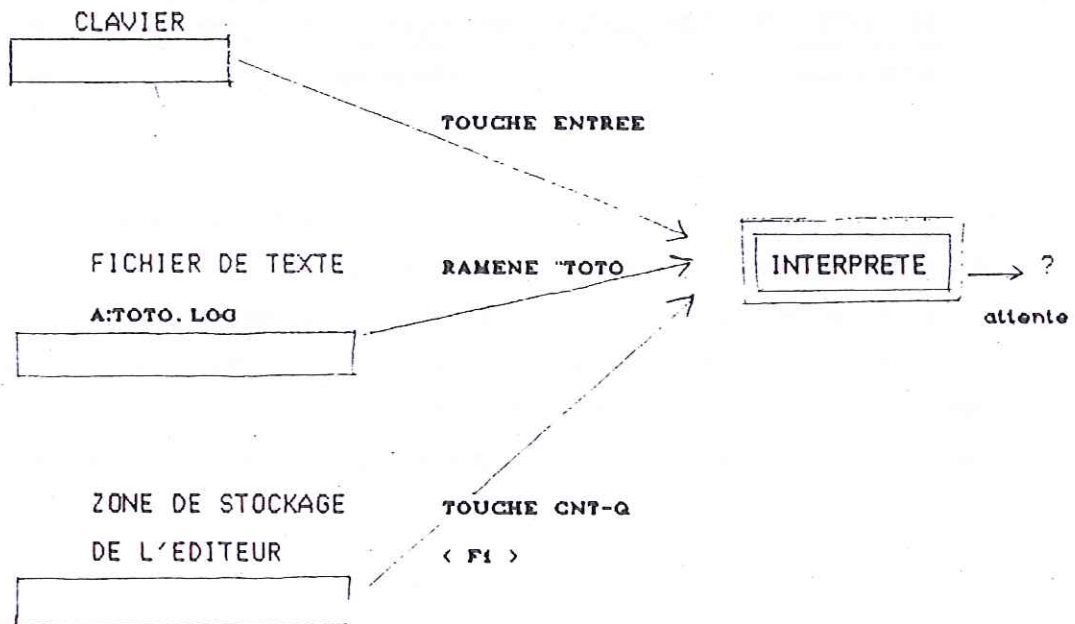 CLAVIER
TOUCHE ENTREE
FICHIER DE TEXTE
A:TOTO.LOG
RAMENE "TOTO
INTERPRETE
?
attente
ZONE DE STOCKAGE
DE L'EDITEUR
TOUCHE CNT-Q
< F1 >